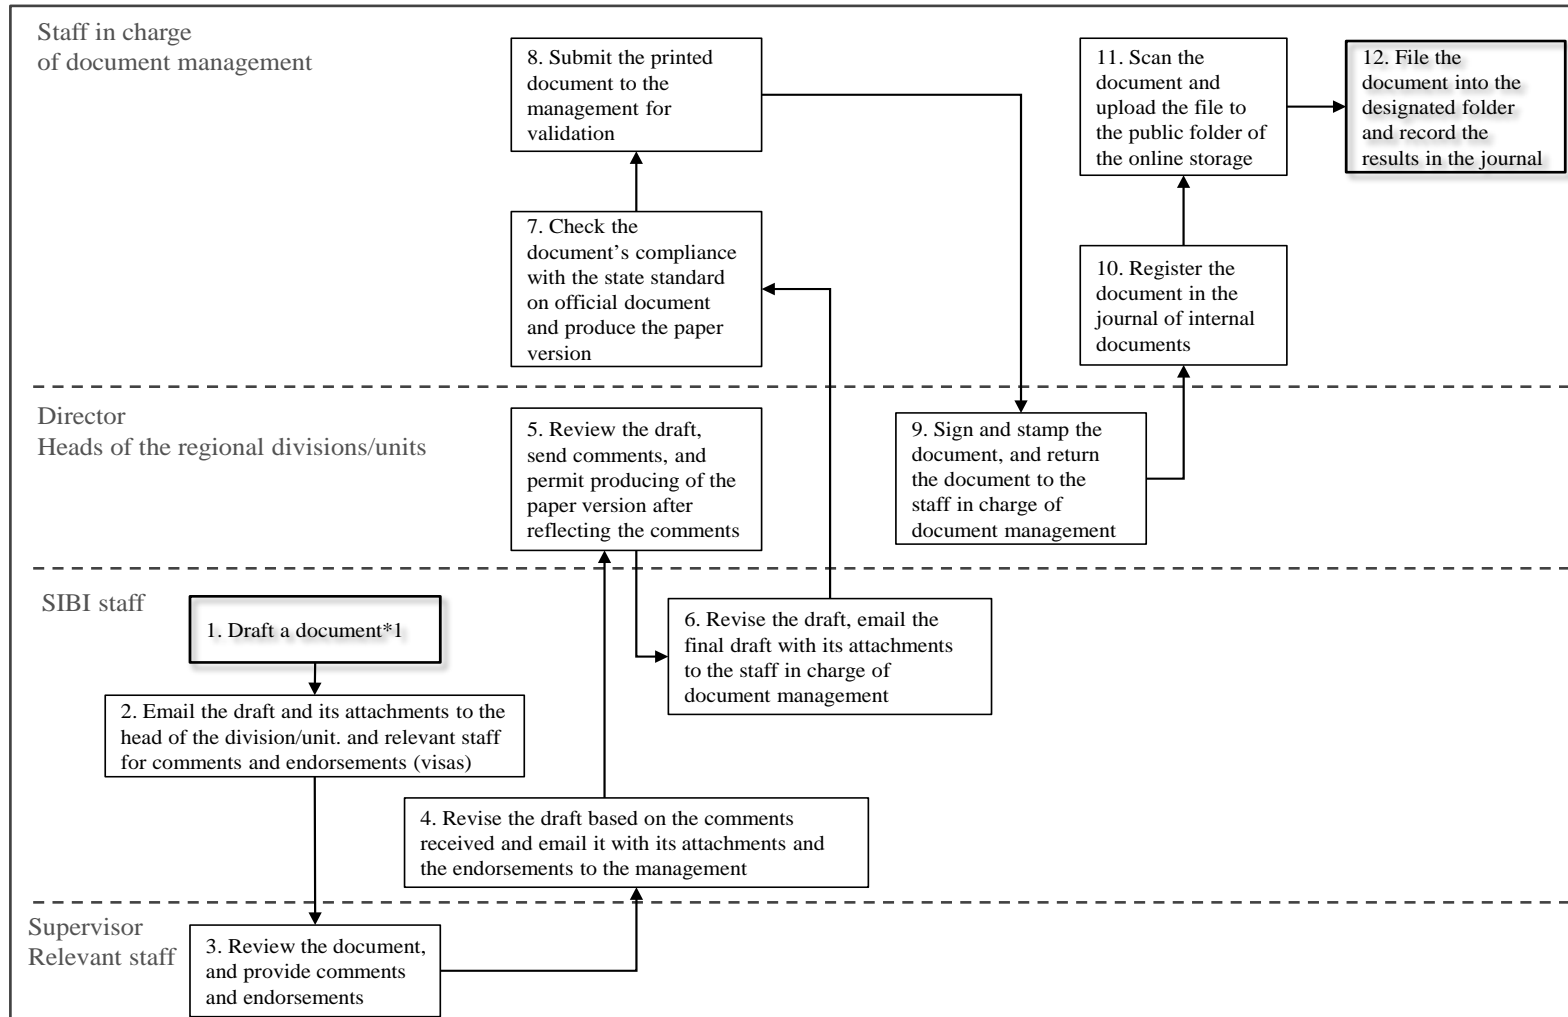 Staff in charge
of document management
8. Submit the printed
document to the
management for
validation
11. Scan the
document and
upload the file to
the public folder of
the online storage
12. File the
document into the
designated folder
and record the
results in the journal
7. Check the
document’s compliance
with the state standard
on official document
and produce the paper
version
10. Register the
document in the
journal of internal
documents
Director
Heads of the regional divisions/units
5. Review the draft,
send comments, and
permit producing of the
paper version after
reflecting the comments
9. Sign and stamp the
document, and return
the document to the
staff in charge of
document management
SIBI staff
1. Draft a document*1
6. Revise the draft, email the
final draft with its attachments
to the staff in charge of
document management
2. Email the draft and its attachments to the
head of the division/unit. and relevant staff
for comments and endorsements (visas)
4. Revise the draft based on the comments
received and email it with its attachments and
the endorsements to the management
Supervisor
Relevant staff
3. Review the document,
and provide comments
and endorsements